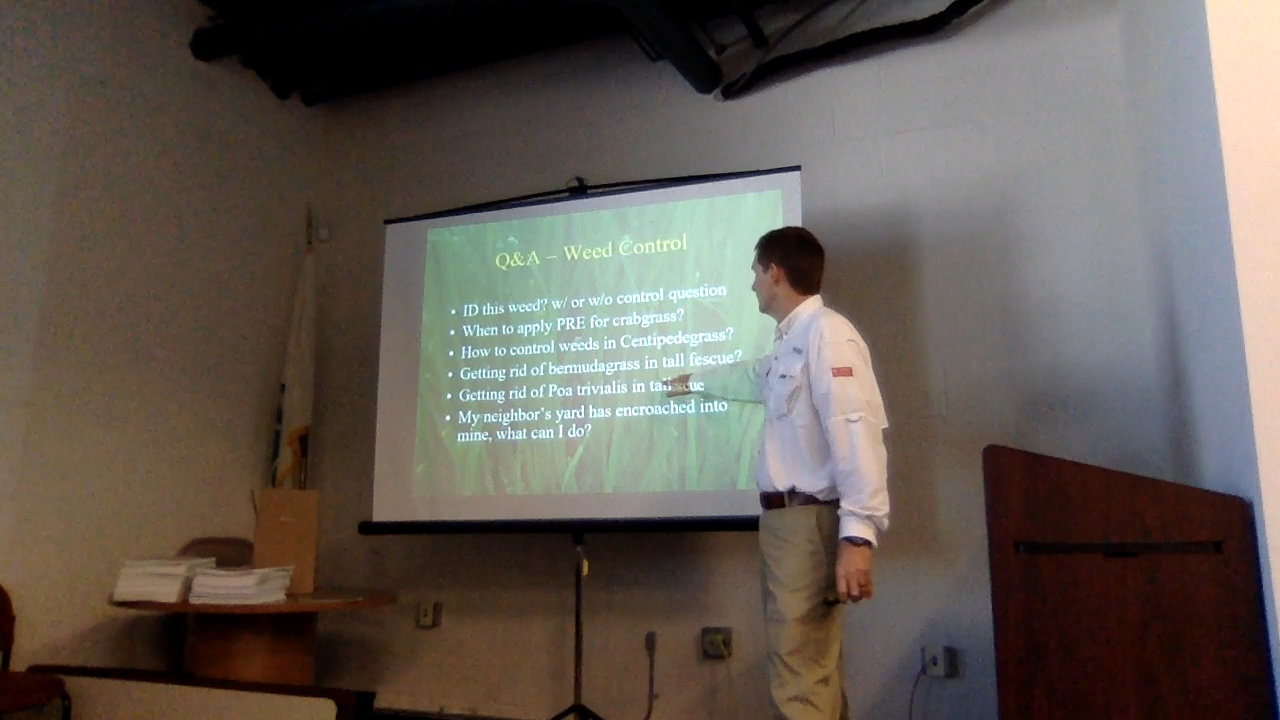 Q&A – Weed Control
• ID this weed? w/ or w/o control question
• When to apply PRE for crabgrass?
• How to control weeds in Centipedegrass?
• Getting rid of bermudagrass in tall fescue?
• Getting rid of Poa trivialis in tall
• My neighbor's yard has encroached into
mine, what can I do?